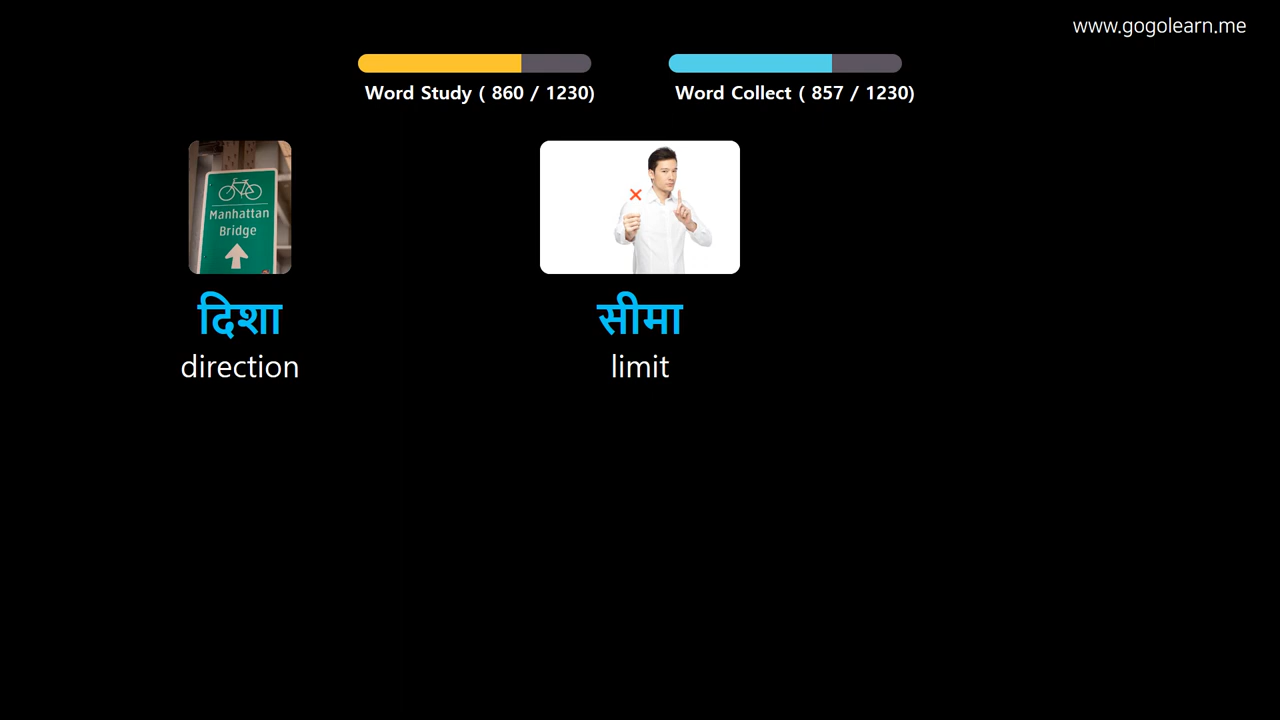 www.gogolearn.me
Word Study ( 860 / 1230)
Word Collect ( 857 / 1230)
Manhattan
Bridge
दिशा
direction
सीमा
limit